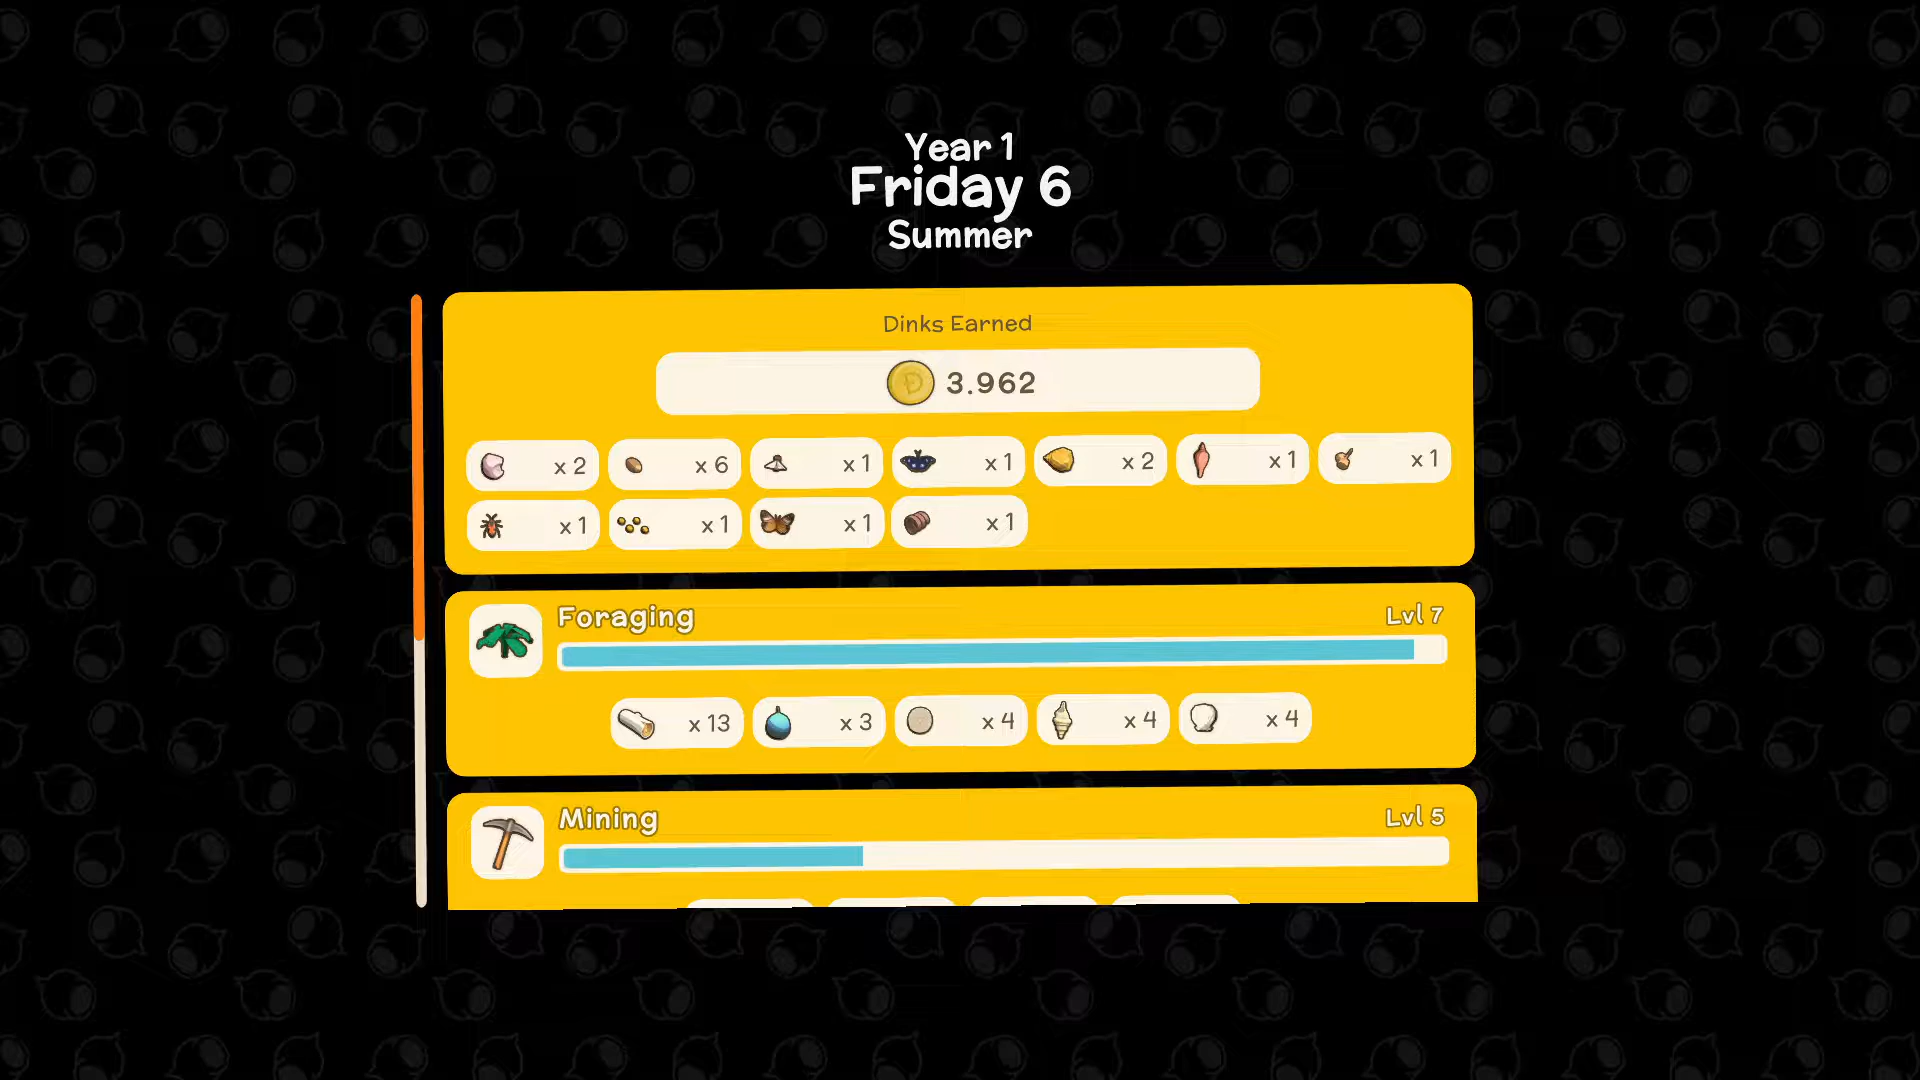 Year 1
Friday 6
Summer
Dinks Earned
3.962
x 2 x 6 x 1 x 1 x 2 x 1 x 1
x 1 x 1 x 1 x 1
Foraging Lvl 7
x 13 x 3 x 4 x 4 x 4
Mining Lvl 5